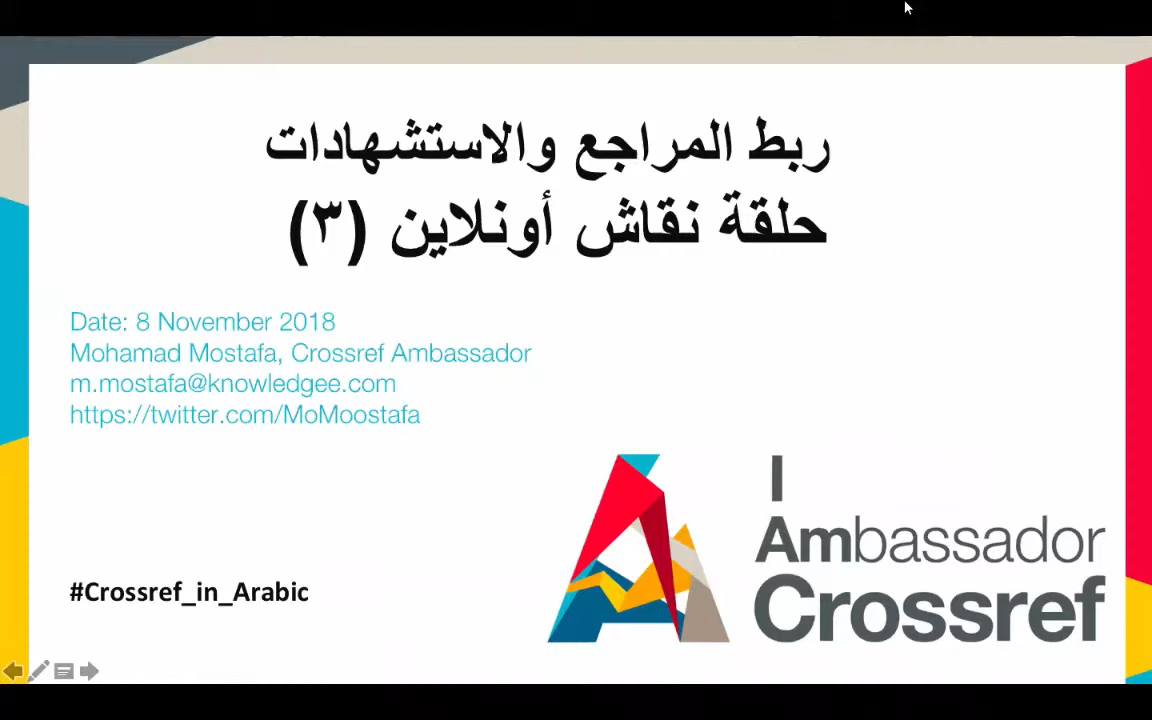 ربط المراجع والاستشهادات
حلقة نقاش أونلاين (٣)
Date: 8 November 2018
Mohamad Mostafa, Crossref Ambassador
m.mostafa@knowledgee.com
https://twitter.com/MoMoostafa
I
Ambassador
Crossref
#Crossref_in_Arabic